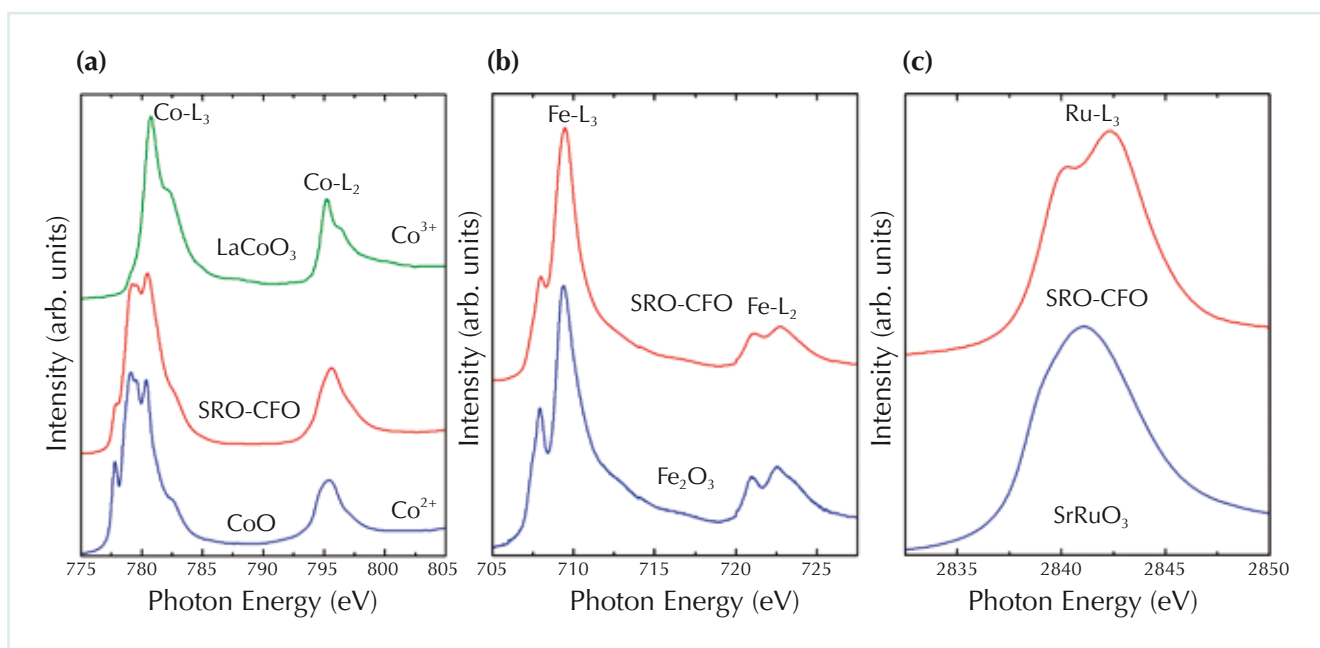 (a)
Co-L₃
Co-L₂
LaCoO₃
Co³⁺
SRO-CFO
CoO
Co²⁺
Intensity (arb. units)
775 780 785 790 795 800 805
Photon Energy (eV)
(b)
Fe-L₃
SRO-CFO
Fe-L₂
Fe₂O₃
Intensity (arb. units)
705 710 715 720 725
Photon Energy (eV)
(c)
Ru-L₃
SRO-CFO
SrRuO₃
Intensity (arb. units)
2835 2840 2845 2850
Photon Energy (eV)